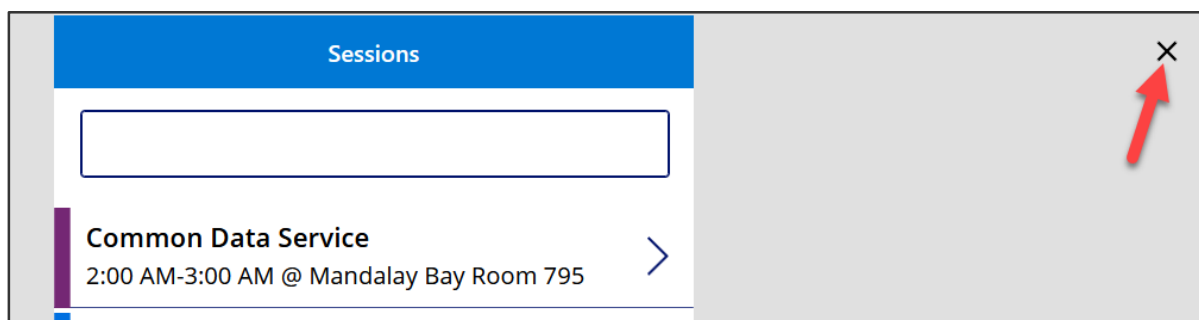 Sessions
Common Data Service
2:00 AM-3:00 AM @ Mandalay Bay Room 795